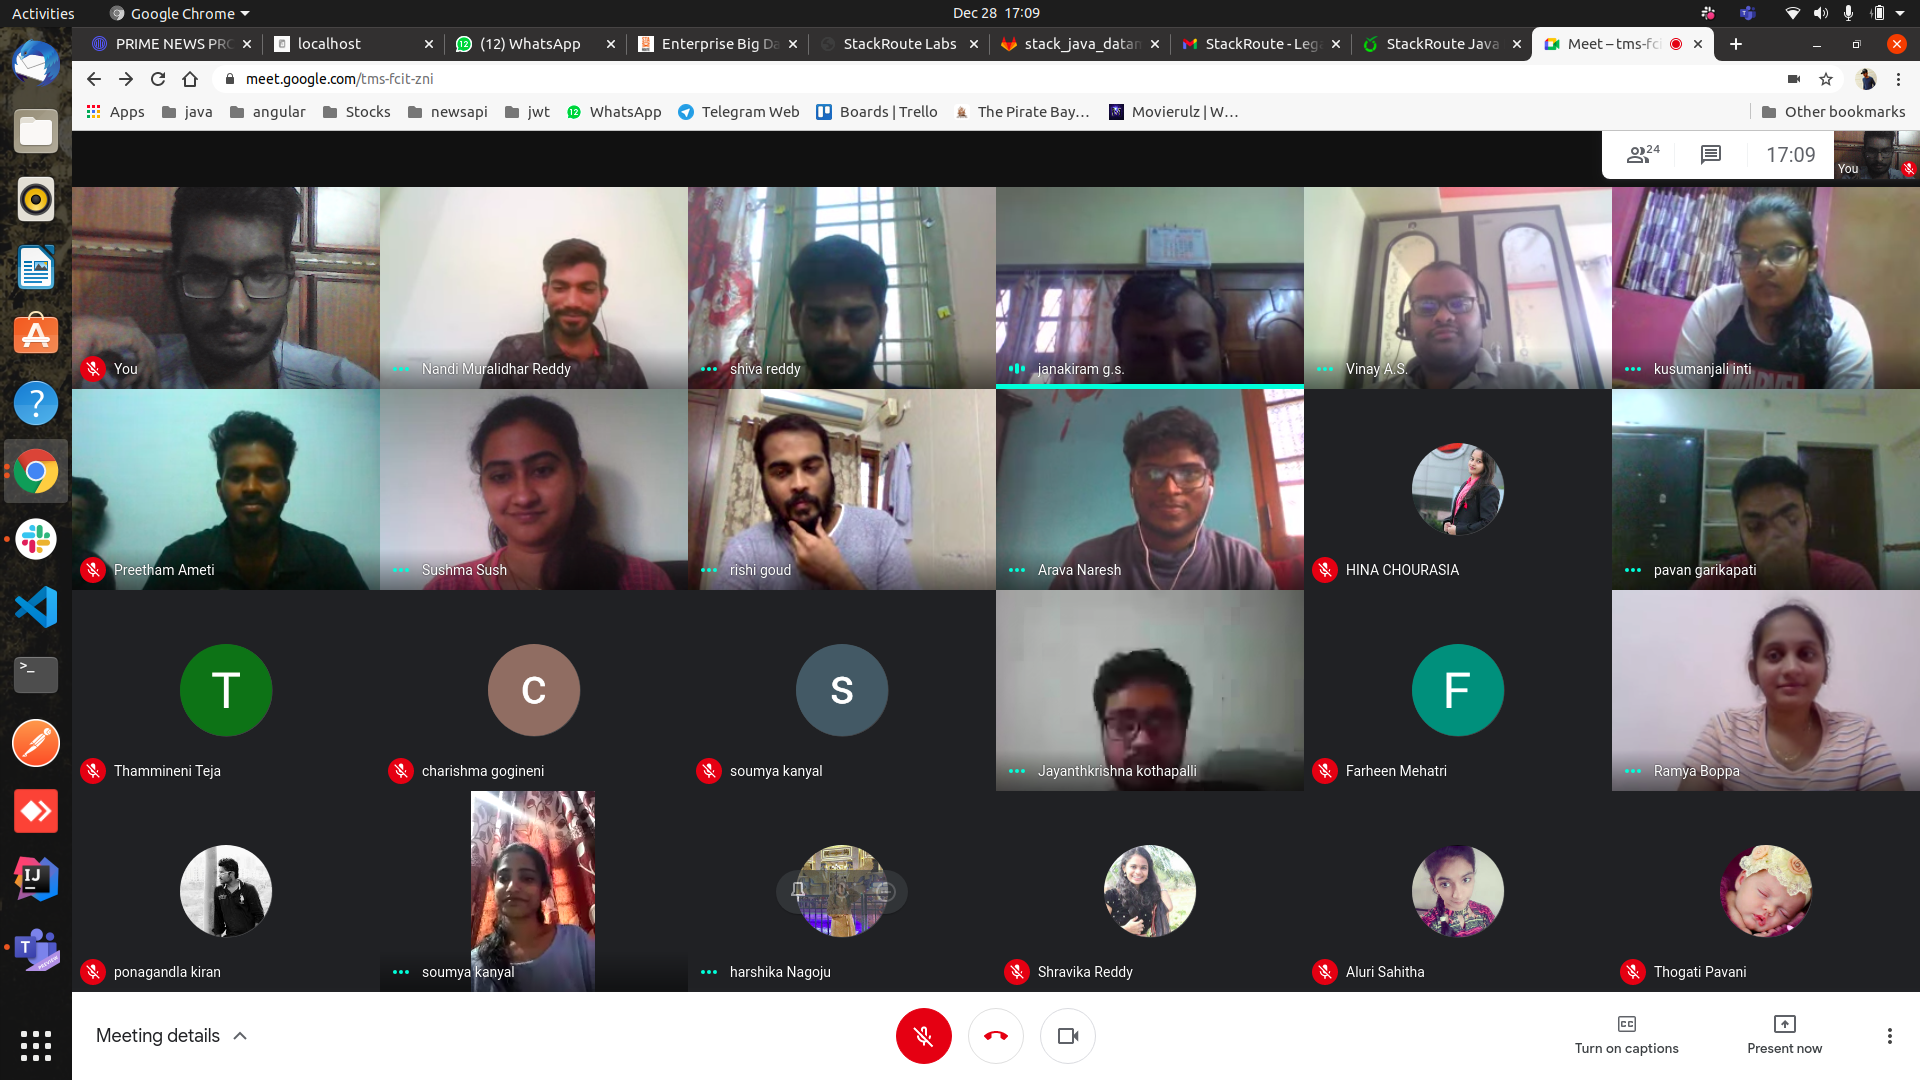 Activities
Google Chrome
Dec 28 17:09
PRIME NEWS PRO
localhost
(12) WhatsApp
Enterprise Big Da
StackRoute Labs
stack_java_datam
StackRoute - Lega
StackRoute Java
Meet – tms-fci
meet.google.com/tms-fcit-zni
Apps
java
angular
Stocks
newsapi
jwt
WhatsApp
Telegram Web
Boards | Trello
The Pirate Bay...
Movierulz | W...
Other bookmarks
24
17:09
You
You
Nandi Muralidhar Reddy
shiva reddy
janakiram g.s.
Vinay A.S.
kusumanjali inti
Preetham Ameti
Sushma Sush
rishi goud
Arava Naresh
HINA CHOURASIA
pavan garikapati
T
c
s
F
Thammineni Teja
charishma gogineni
soumya kanyal
Jayanthkrishna kothapalli
Farheen Mehatri
Ramya Boppa
ponagandla kiran
soumya kanyal
harshika Nagoju
Shravika Reddy
Aluri Sahitha
Thogati Pavani
Meeting details
Turn on captions
Present now